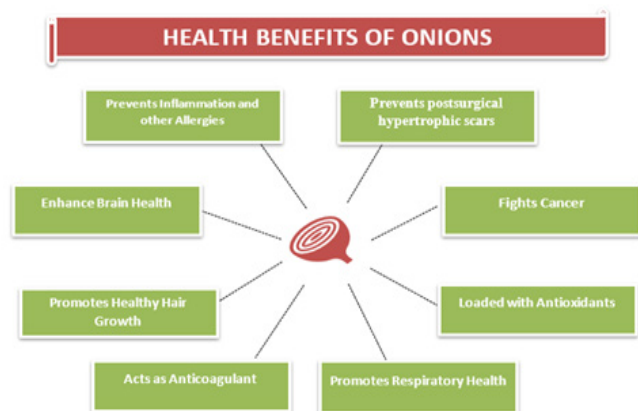 HEALTH BENEFITS OF ONIONS
Prevents Inflammation and
other Allergies
Prevents postsurgical
hypertrophic scars
Enhance Brain Health
Fights Cancer
Promotes Healthy Hair
Growth
Loaded with Antioxidants
Acts as Anticoagulant
Promotes Respiratory Health